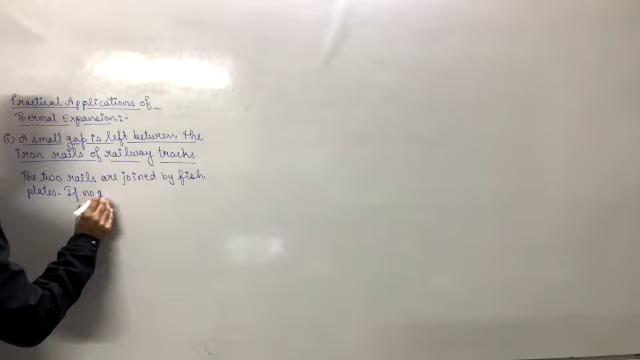 Practical Applications of
Thermal Expansion:-
(i) A small gap is left between the
iron rails of railway tracks
The two rails are joined by fish
plates. If no g